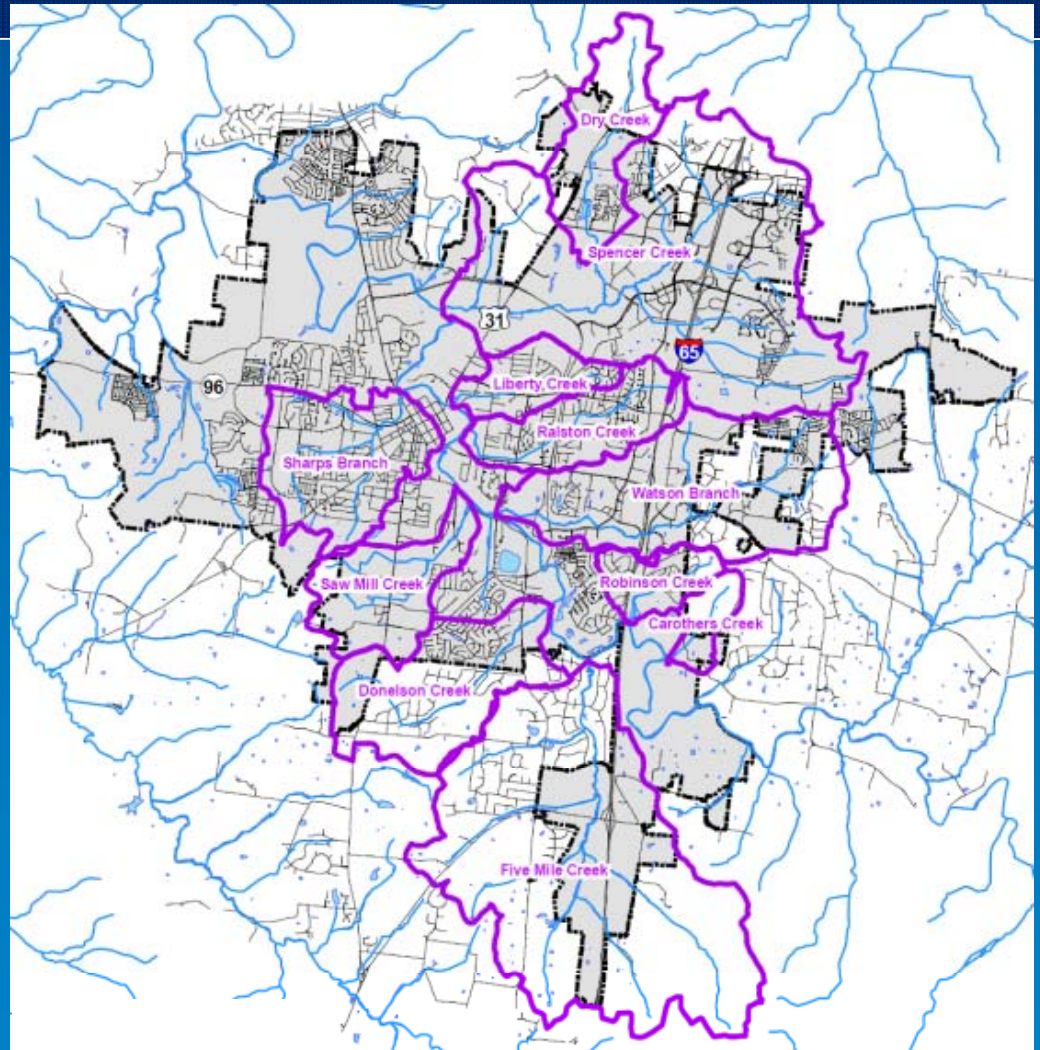 Dry Creek
Spencer Creek
31
65
Liberty Creek
96
Ralston Creek
Sharps Branch
Watson Branch
Saw Mill Creek
Robinson Creek
Carothers Creek
Donelson Creek
Five Mile Creek